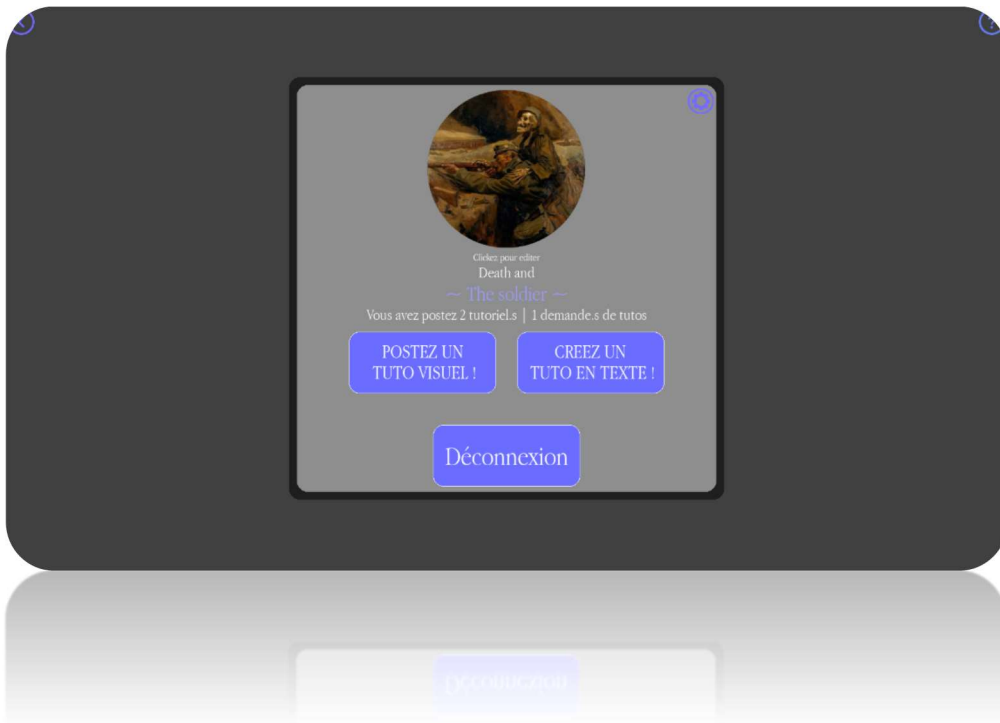 ?
Clickez pour editer
Death and
~ The soldier ~
Vous avez postez 2 tutoriel.s | 1 demande.s de tutos
POSTEZ UN
TUTO VISUEL !
CREEZ UN
TUTO EN TEXTE !
Déconnexion